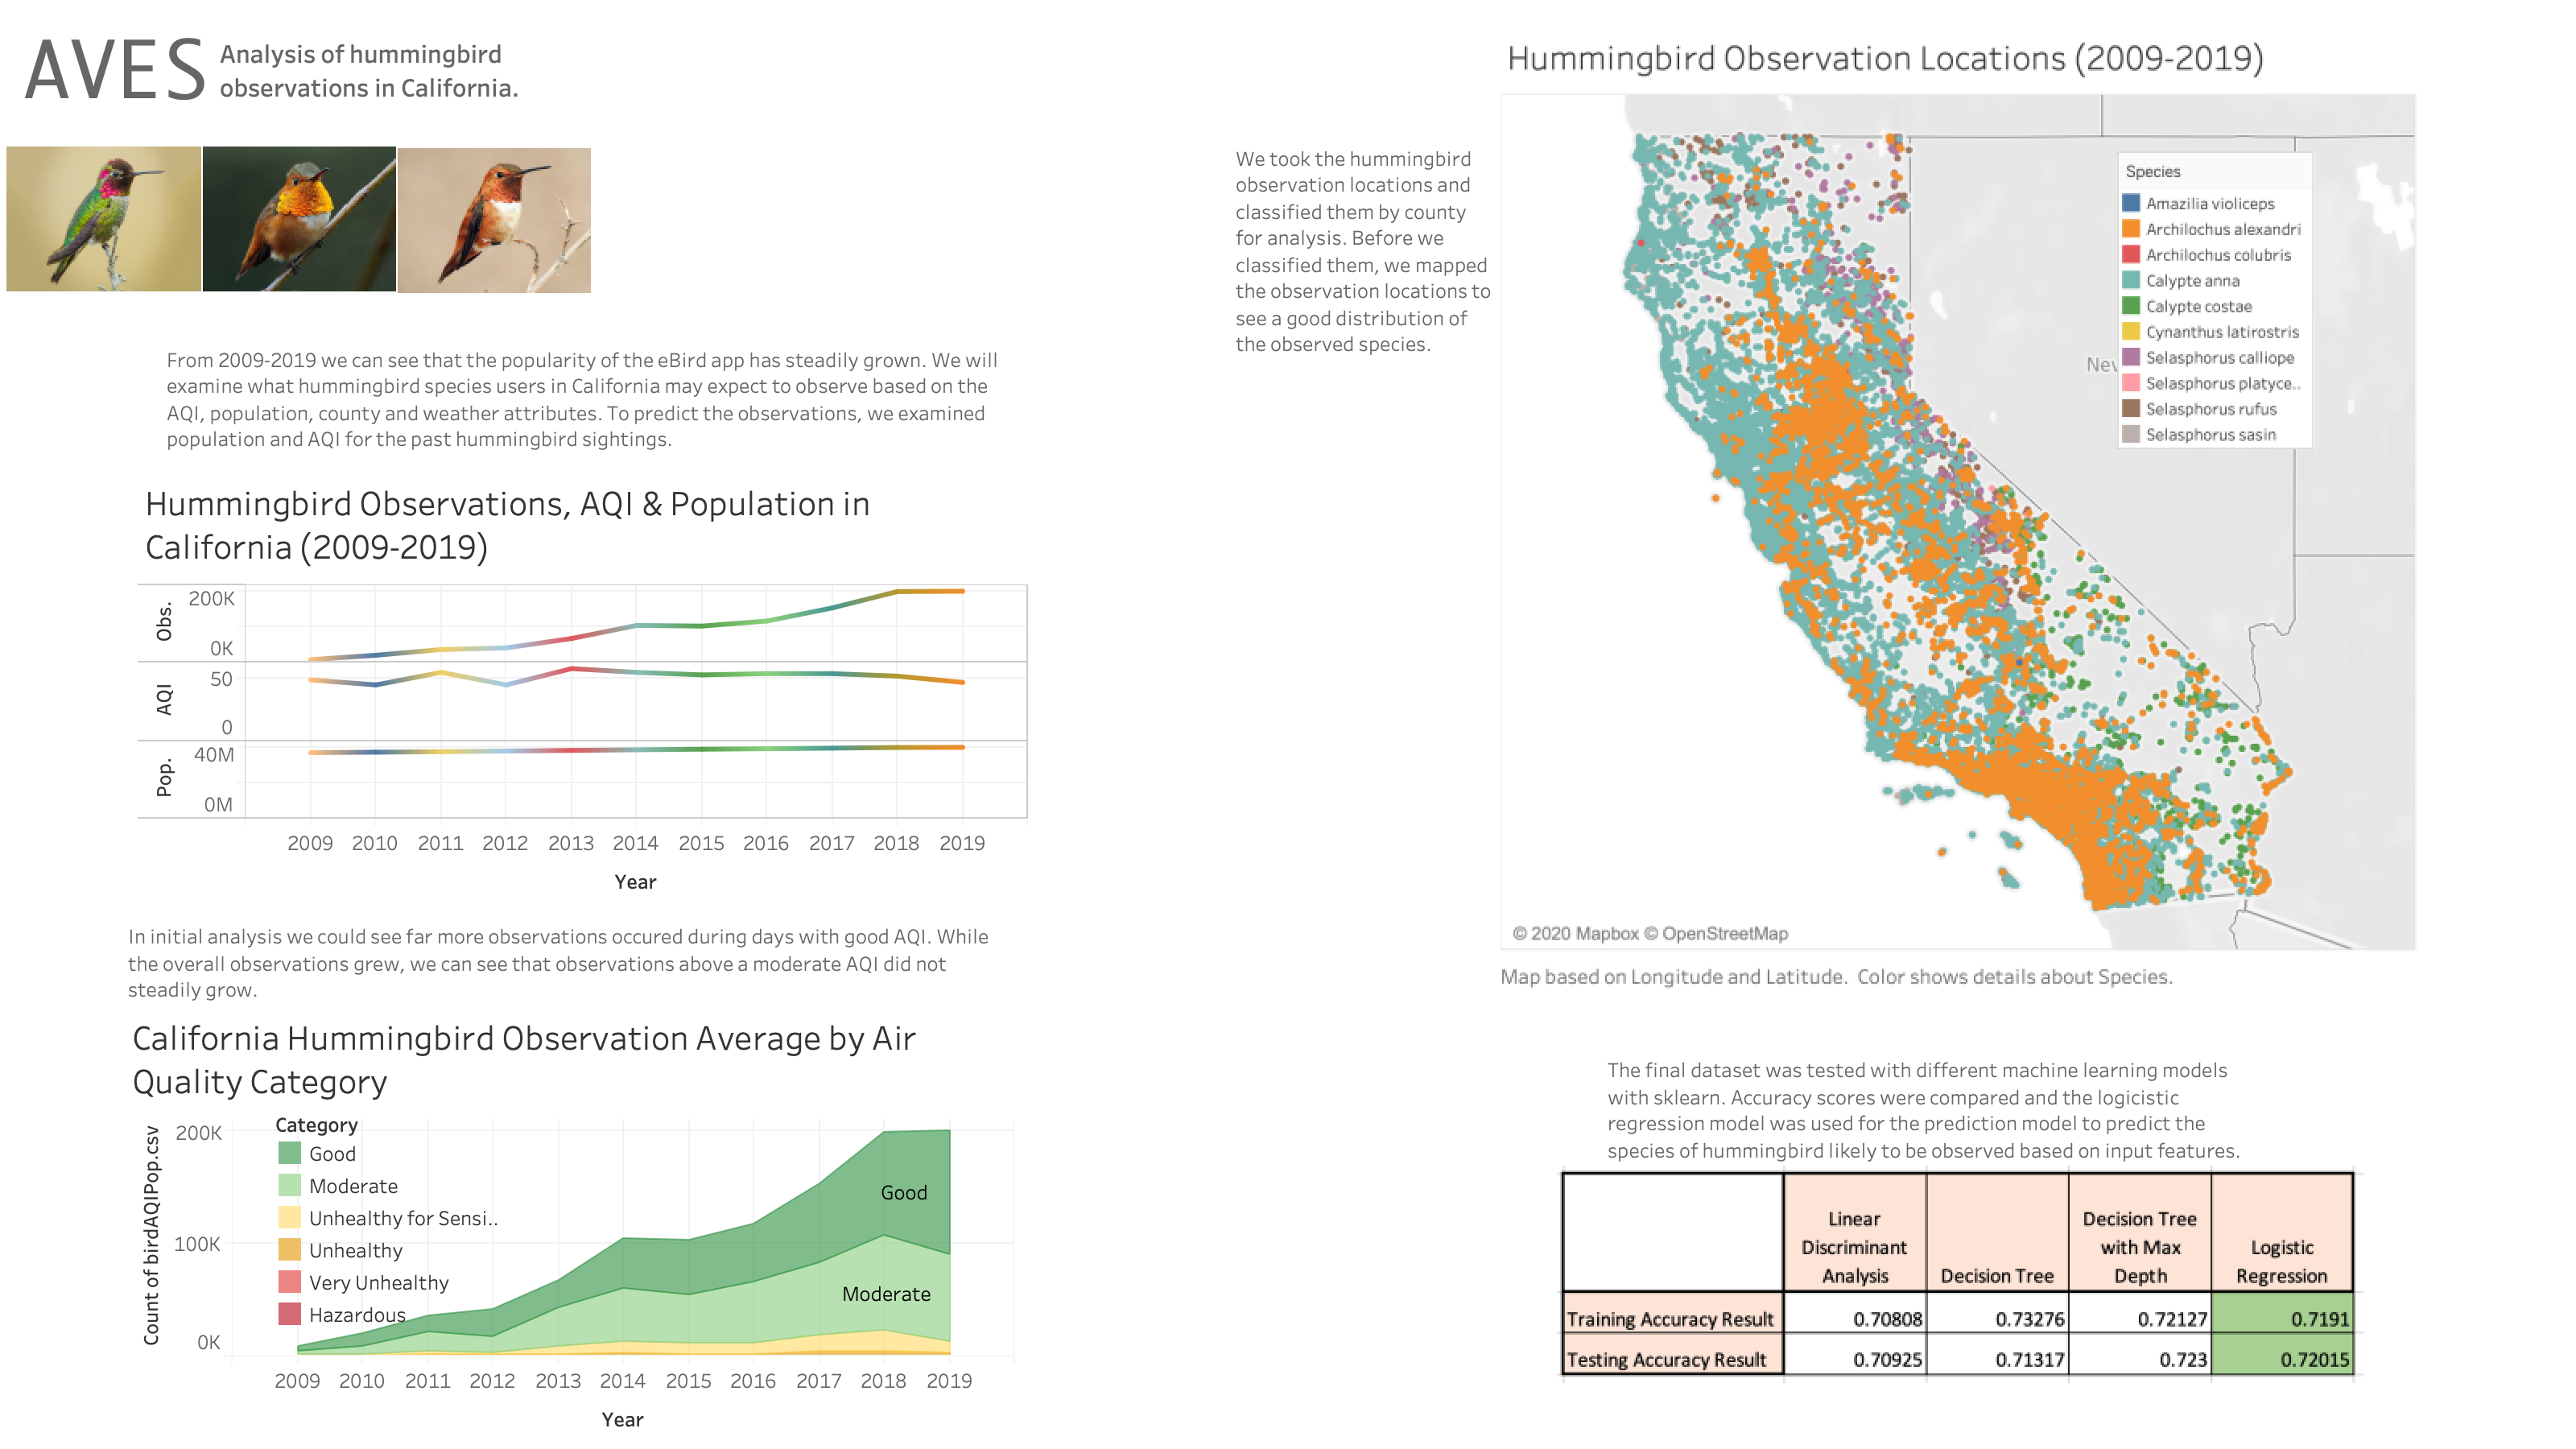 AVES
Analysis of hummingbird
observations in California.
From 2009-2019 we can see that the popularity of the eBird app has steadily grown. We will
examine what hummingbird species users in California may expect to observe based on the
AQI, population, county and weather attributes. To predict the observations, we examined
population and AQI for the past hummingbird sightings.
Hummingbird Observations, AQI & Population in
California (2009-2019)
Obs.
200K
0K
AQI
50
0
Pop.
40M
0M
2009 2010 2011 2012 2013 2014 2015 2016 2017 2018 2019
Year
In initial analysis we could see far more observations occured during days with good AQI. While
the overall observations grew, we can see that observations above a moderate AQI did not
steadily grow.
California Hummingbird Observation Average by Air
Quality Category
Count of birdAQIPop.csv
200K
100K
0K
Category
Good
Moderate
Unhealthy for Sensi..
Unhealthy
Very Unhealthy
Hazardous
Good
Moderate
2009 2010 2011 2012 2013 2014 2015 2016 2017 2018 2019
Year
We took the hummingbird
observation locations and
classified them by county
for analysis. Before we
classified them, we mapped
the observation locations to
see a good distribution of
the observed species.
Hummingbird Observation Locations (2009-2019)
Species
Amazilia violiceps
Archilochus alexandri
Archilochus colubris
Calypte anna
Calypte costae
Cynanthus latirostris
Selasphorus calliope
Selasphorus platyce..
Selasphorus rufus
Selasphorus sasin
Nev
© 2020 Mapbox © OpenStreetMap
Map based on Longitude and Latitude. Color shows details about Species.
The final dataset was tested with different machine learning models
with sklearn. Accuracy scores were compared and the logicistic
regression model was used for the prediction model to predict the
species of hummingbird likely to be observed based on input features.
Linear
Discriminant
Analysis
Decision Tree
Decision Tree
with Max
Depth
Logistic
Regression
Training Accuracy Result 0.70808 0.73276 0.72127 0.7191
Testing Accuracy Result 0.70925 0.71317 0.723 0.72015